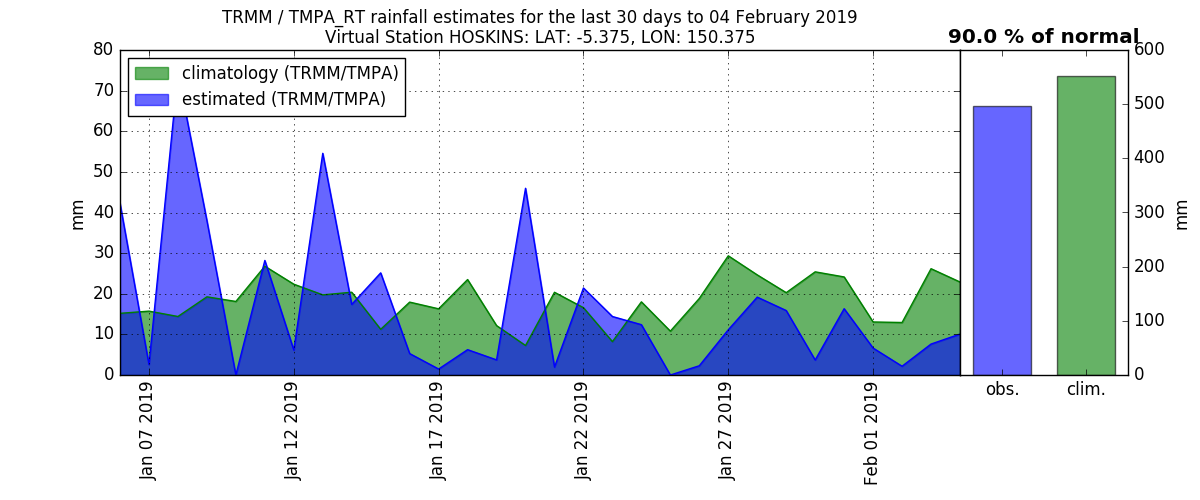 TRMM / TMPA_RT rainfall estimates for the last 30 days to 04 February 2019
Virtual Station HOSKINS: LAT: -5.375, LON: 150.375
90.0 % of normal
climatology (TRMM/TMPA)
estimated (TRMM/TMPA)
80
70
60
50
40
30
20
10
0
mm
Jan 07 2019
Jan 12 2019
Jan 17 2019
Jan 22 2019
Jan 27 2019
Feb 01 2019
obs.
clim.
600
500
400
300
200
100
0
mm